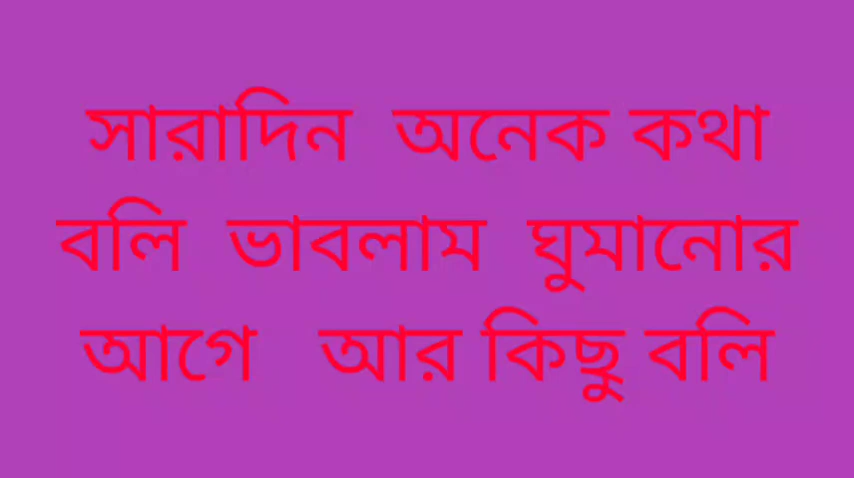 সারাদিন অনেক কথা
বলি ভাবলাম ঘুমানোর
আগে আর কিছু বলি